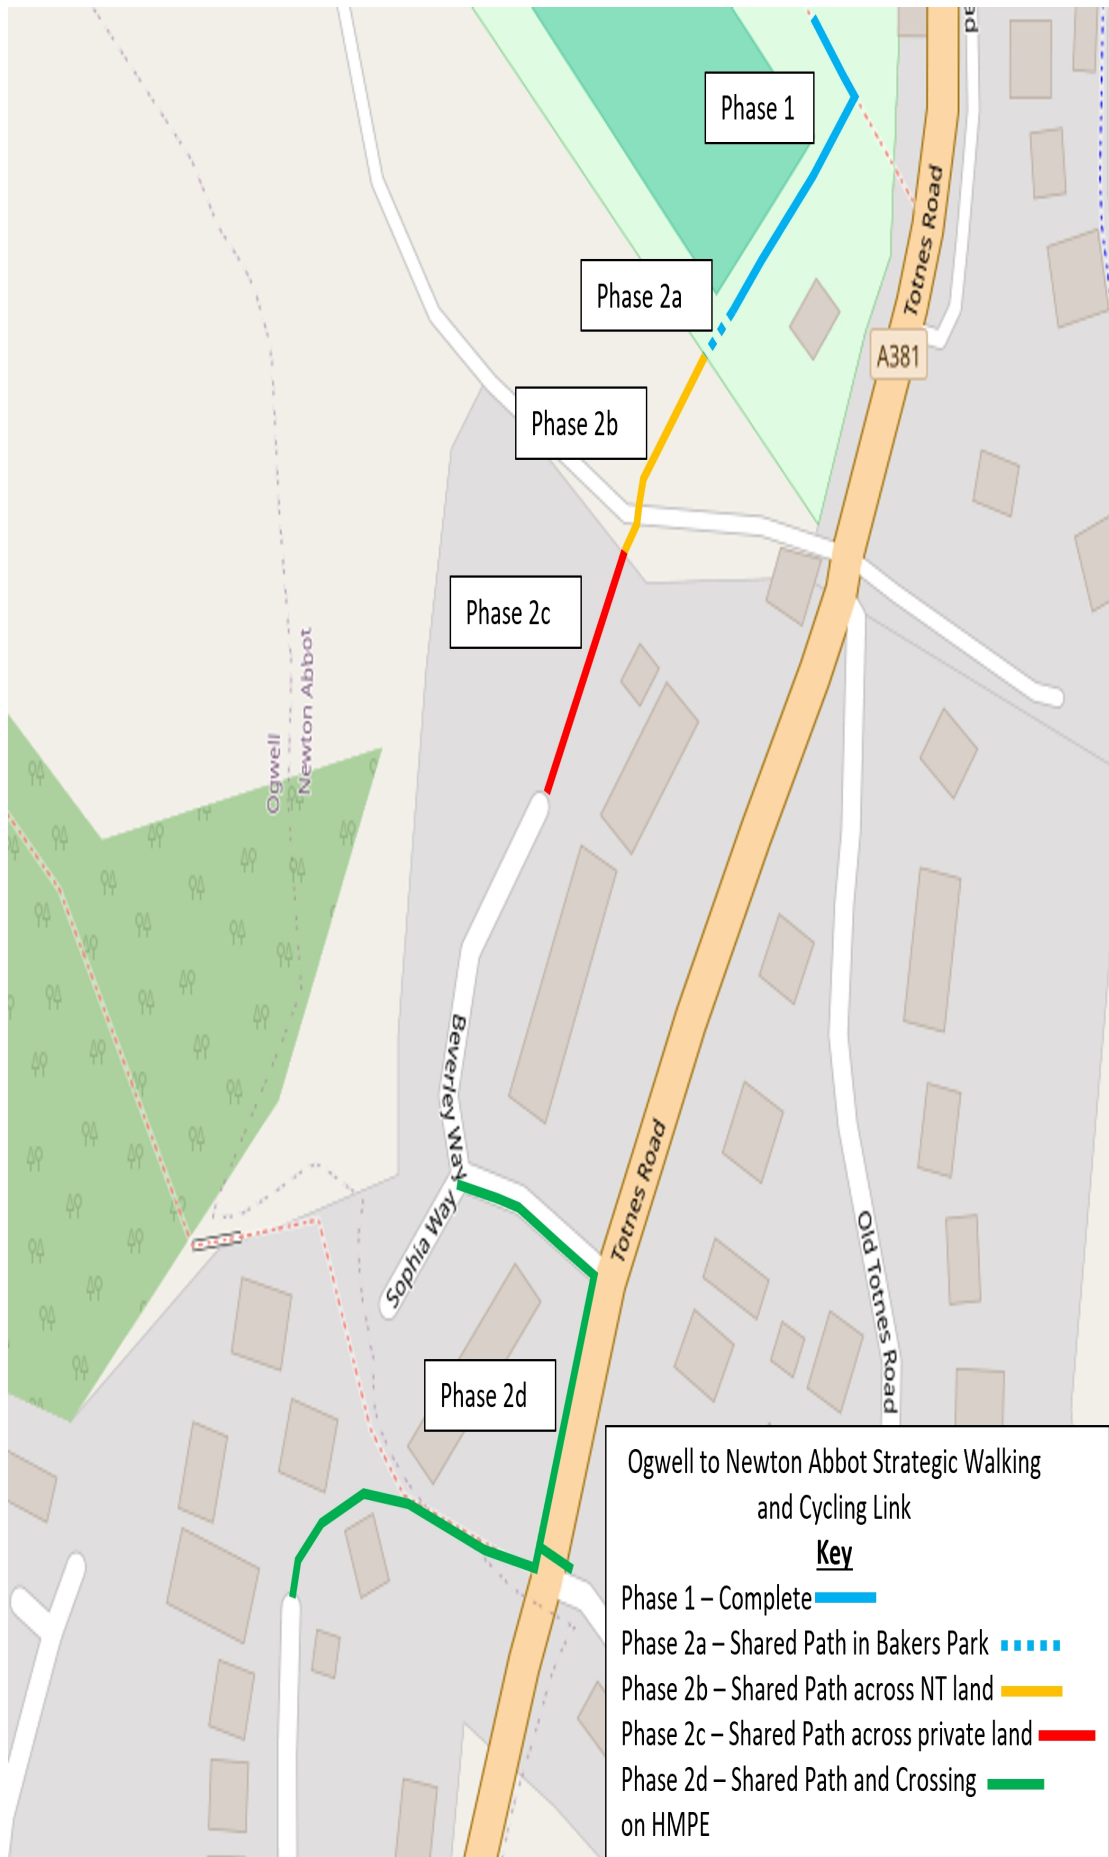 Phase 1
Totnes Road
Phase 2a
A381
Phase 2b
Phase 2c
Ogwell
Newton Abbot
Beverley Way
Totnes Road
Sophia Way
Old Totnes Road
Phase 2d
Ogwell to Newton Abbot Strategic Walking
and Cycling Link
Key
Phase 1 – Complete
Phase 2a – Shared Path in Bakers Park
Phase 2b – Shared Path across NT land
Phase 2c – Shared Path across private land
Phase 2d – Shared Path and Crossing
on HMPE